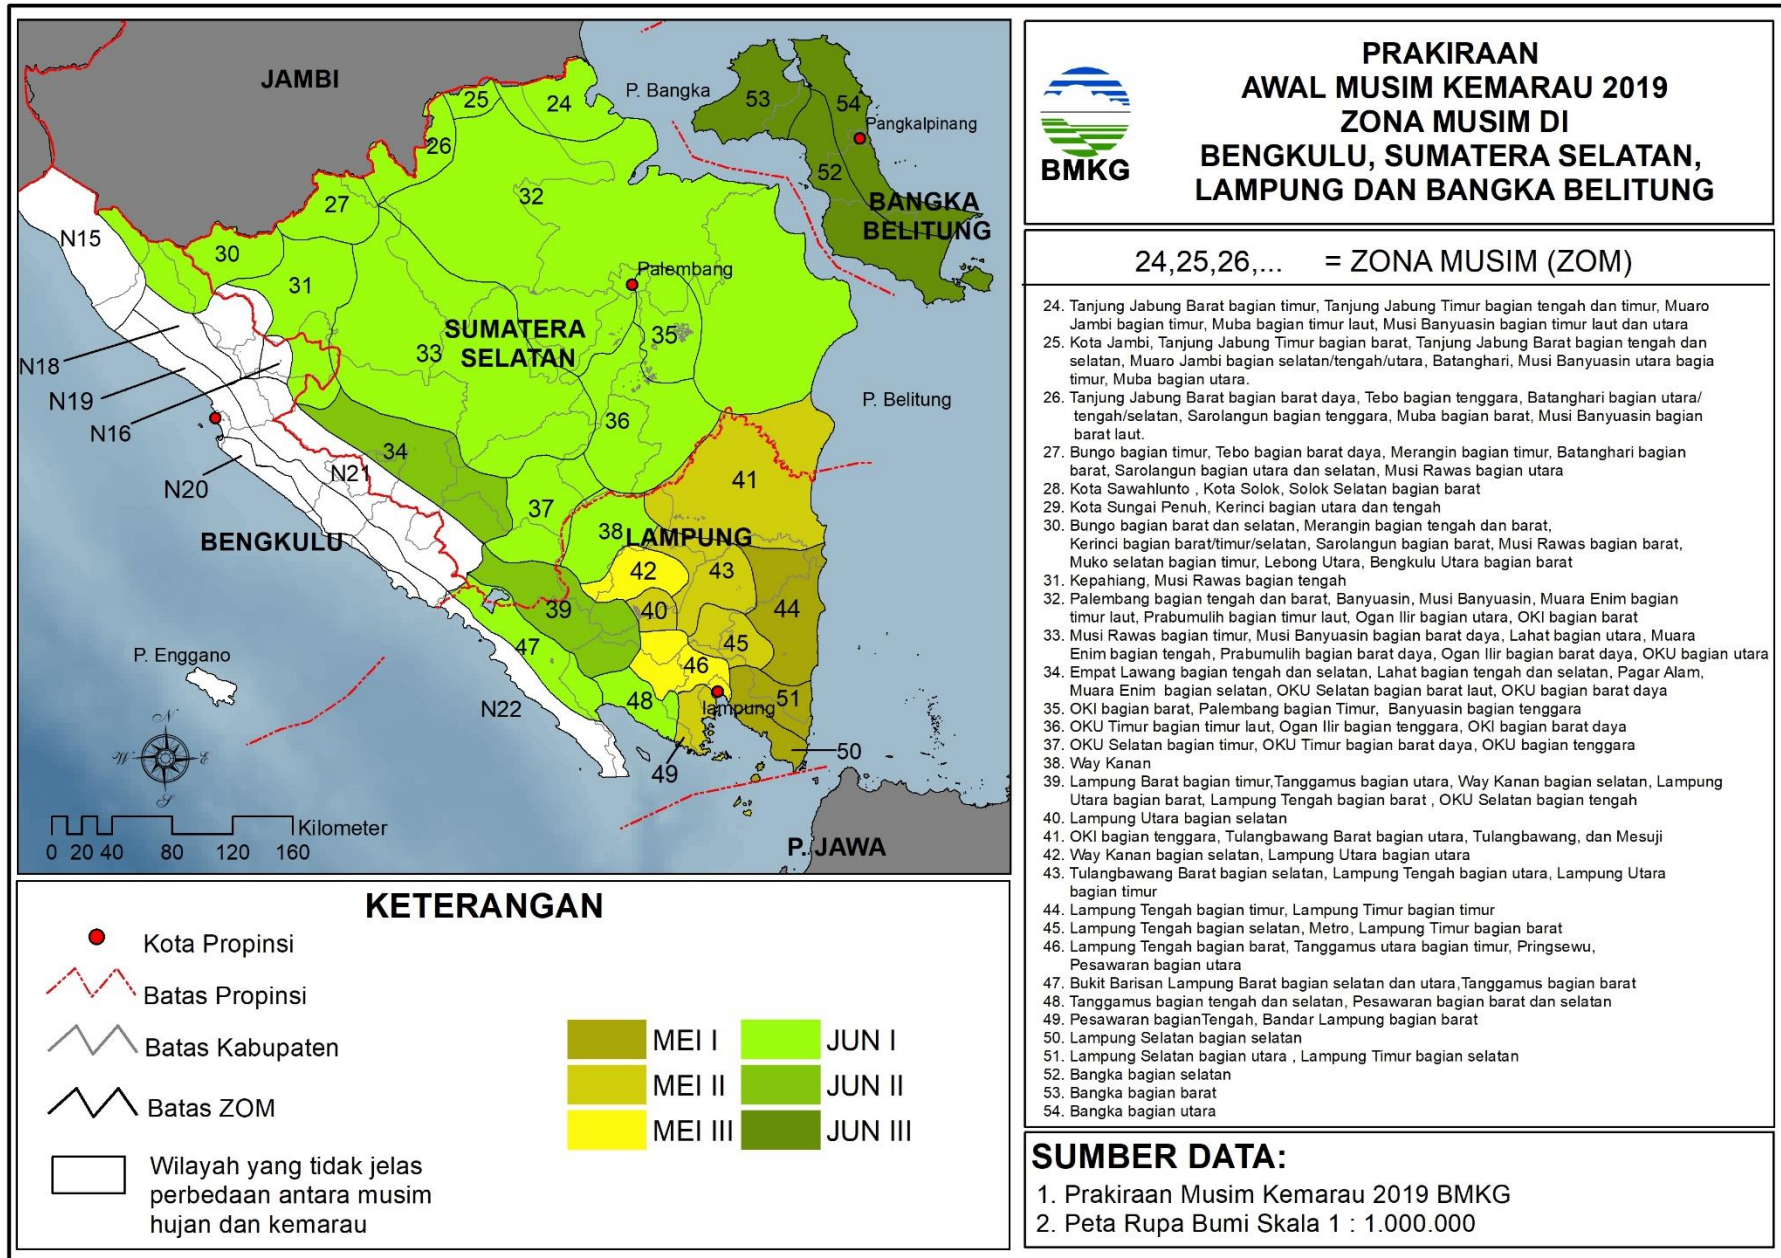 JAMBI
25
24
26
P. Bangka
53
54
Pangkalpinang
52
BANGKA
BELITUNG
32
27
N15
30
31
Palembang
SUMATERA
SELATAN
33
35
N18
N19
N16
P. Belitung
36
34
N20
N21
41
37
38
LAMPUNG
BENGKULU
42
43
40
44
39
45
47
46
P. Enggano
48
lampung
51
N22
50
49
N
W
E
S
Kilometer
0 20 40 80 120 160
P. JAWA
KETERANGAN
Kota Propinsi
Batas Propinsi
Batas Kabupaten
Batas ZOM
Wilayah yang tidak jelas
perbedaan antara musim
hujan dan kemarau
MEI I
JUN I
MEI II
JUN II
MEI III
JUN III
BMKG
PRAKIRAAN
AWAL MUSIM KEMARAU 2019
ZONA MUSIM DI
BENGKULU, SUMATERA SELATAN,
LAMPUNG DAN BANGKA BELITUNG
24,25,26,... = ZONA MUSIM (ZOM)
24. Tanjung Jabung Barat bagian timur, Tanjung Jabung Timur bagian tengah dan timur, Muaro
Jambi bagian timur, Muba bagian timur laut, Musi Banyuasin bagian timur laut dan utara
25. Kota Jambi, Tanjung Jabung Timur bagian barat, Tanjung Jabung Barat bagian tengah dan
selatan, Muaro Jambi bagian selatan/tengah/utara, Batanghari, Musi Banyuasin utara bagia
timur, Muba bagian utara.
26. Tanjung Jabung Barat bagian barat daya, Tebo bagian tenggara, Batanghari bagian utara/
tengah/selatan, Sarolangun bagian tenggara, Muba bagian barat, Musi Banyuasin bagian
barat laut.
27. Bungo bagian timur, Tebo bagian barat daya, Merangin bagian timur, Batanghari bagian
barat, Sarolangun bagian utara dan selatan, Musi Rawas bagian utara
28. Kota Sawahlunto , Kota Solok, Solok Selatan bagian barat
29. Kota Sungai Penuh, Kerinci bagian utara dan tengah
30. Bungo bagian barat dan selatan, Merangin bagian tengah dan barat,
Kerinci bagian barat/timur/selatan, Sarolangun bagian barat, Musi Rawas bagian barat,
Muko selatan bagian timur, Lebong Utara, Bengkulu Utara bagian barat
31. Kepahiang, Musi Rawas bagian tengah
32. Palembang bagian tengah dan barat, Banyuasin, Musi Banyuasin, Muara Enim bagian
timur laut, Prabumulih bagian timur laut, Ogan Ilir bagian utara, OKI bagian barat
33. Musi Rawas bagian timur, Musi Banyuasin bagian barat daya, Lahat bagian utara, Muara
Enim bagian tengah, Prabumulih bagian barat daya, Ogan Ilir bagian barat daya, OKU bagian utara
34. Empat Lawang bagian tengah dan selatan, Lahat bagian tengah dan selatan, Pagar Alam,
Muara Enim bagian selatan, OKU Selatan bagian barat laut, OKU bagian barat daya
35. OKI bagian barat, Palembang bagian Timur, Banyuasin bagian tenggara
36. OKU Timur bagian timur laut, Ogan Ilir bagian tenggara, OKI bagian barat daya
37. OKU Selatan bagian timur, OKU Timur bagian barat daya, OKU bagian tenggara
38. Way Kanan
39. Lampung Barat bagian timur,Tanggamus bagian utara, Way Kanan bagian selatan, Lampung
Utara bagian barat, Lampung Tengah bagian barat , OKU Selatan bagian tengah
40. Lampung Utara bagian selatan
41. OKI bagian tenggara, Tulangbawang Barat bagian utara, Tulangbawang, dan Mesuji
42. Way Kanan bagian selatan, Lampung Utara bagian utara
43. Tulangbawang Barat bagian selatan, Lampung Tengah bagian utara, Lampung Utara
bagian timur
44. Lampung Tengah bagian timur, Lampung Timur bagian timur
45. Lampung Tengah bagian selatan, Metro, Lampung Timur bagian barat
46. Lampung Tengah bagian barat, Tanggamus utara bagian timur, Pringsewu,
Pesawaran bagian utara
47. Bukit Barisan Lampung Barat bagian selatan dan utara,Tanggamus bagian barat
48. Tanggamus bagian tengah dan selatan, Pesawaran bagian barat dan selatan
49. Pesawaran bagianTengah, Bandar Lampung bagian barat
50. Lampung Selatan bagian selatan
51. Lampung Selatan bagian utara , Lampung Timur bagian selatan
52. Bangka bagian selatan
53. Bangka bagian barat
54. Bangka bagian utara
SUMBER DATA:
1. Prakiraan Musim Kemarau 2019 BMKG
2. Peta Rupa Bumi Skala 1 : 1.000.000